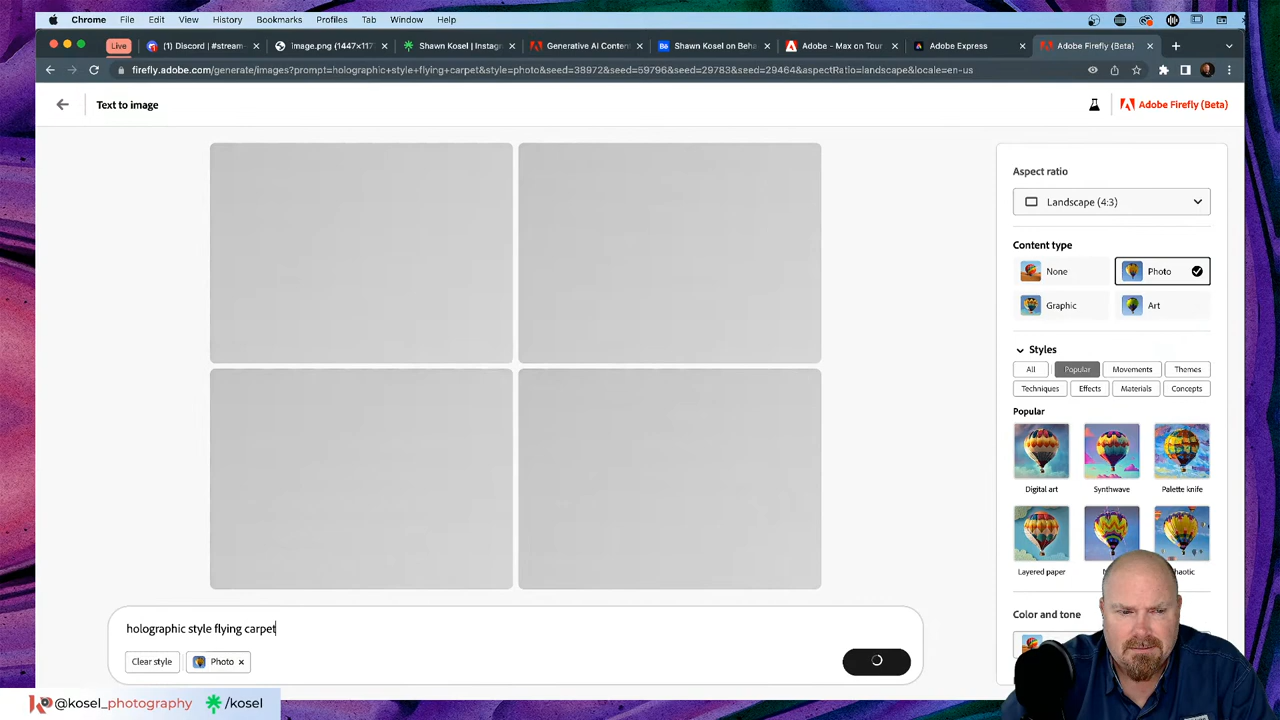 Chrome File Edit View History Bookmarks Profiles Tab Window Help
Live Discord | #stream- Image.png (1447×117 Shawn Kosel | Instag Generative AI Conten Shawn Kosel on Beha Adobe - Max on Tour Adobe Express Adobe Firefly (Beta)
firefly.adobe.com/generate/images?prompt=holographic+style+flying+carpet&style=photo&seed=38972&seed=59796&seed=29783&seed=29464&aspectRatio=landscape&locale=en-us
Text to image
Adobe Firefly (Beta)
Aspect ratio
Landscape (4:3)
Content type
None Photo
Graphic Art
Styles
All Popular Movements Themes
Techniques Effects Materials Concepts
Popular
Digital art Synthwave Palette knife
Layered paper
Color and tone
holographic style flying carpet
Clear style Photo
@kosel_photography /kosel